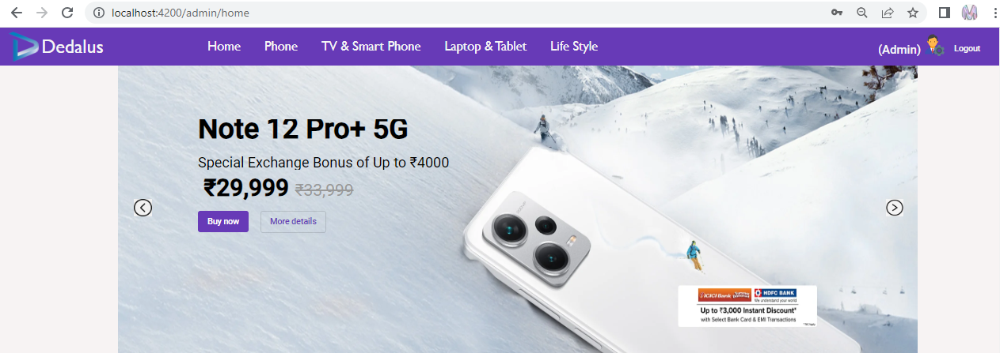 localhost:4200/admin/home
Dedalus
Home Phone TV & Smart Phone Laptop & Tablet Life Style
(Admin) Logout
Note 12 Pro+ 5G
Special Exchange Bonus of Up to ₹4000
₹29,999 ₹33,999
Buy now More details
ICICI Bank HDFC BANK
We understand your world
Up to ₹3,000 Instant Discount*
with Select Bank Card & EMI Transactions